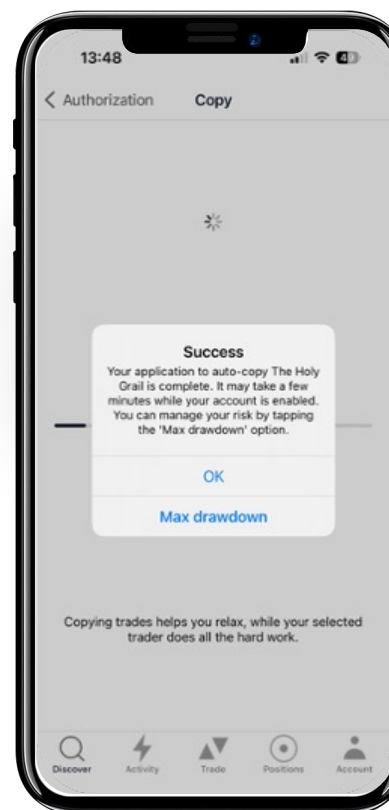 13:48
Authorization Copy
Success
Your application to auto-copy The Holy
Grail is complete. It may take a few
minutes while your account is enabled.
You can manage your risk by tapping
the 'Max drawdown' option.
OK
Max drawdown
Copying trades helps you relax, while your selected
trader does all the hard work.
Discover Activity Trade Positions Account